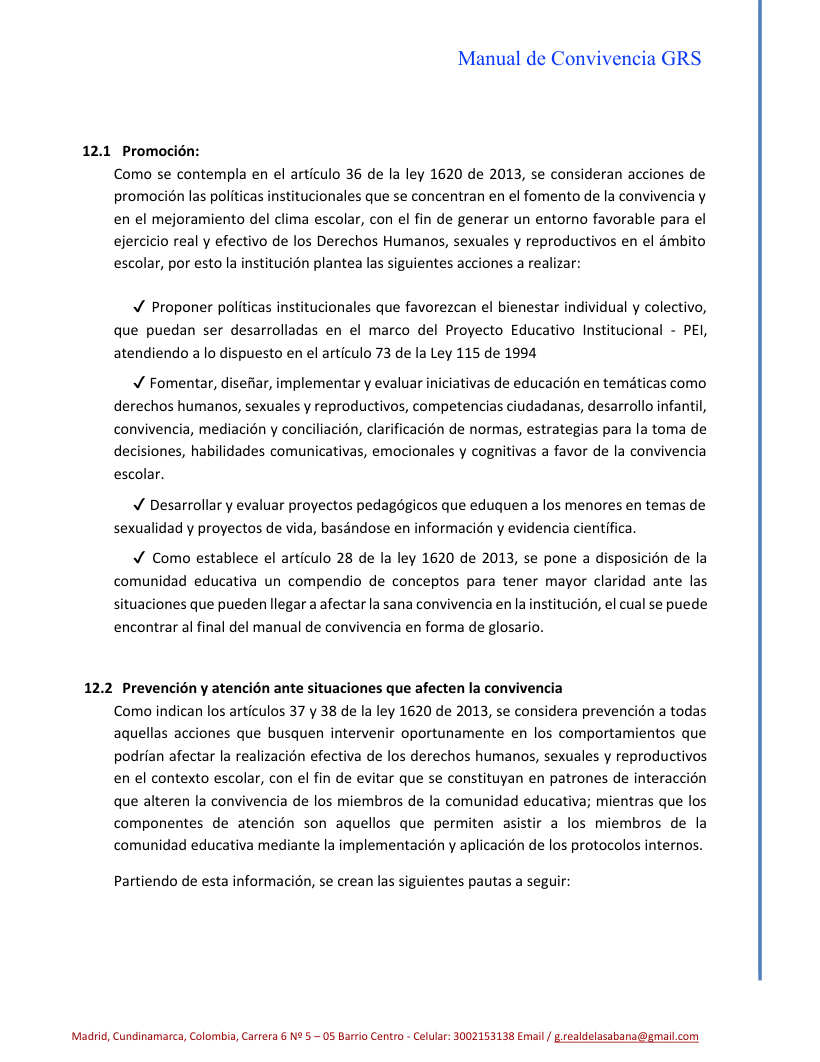 Manual de Convivencia GRS
12.1 Promoción:
Como se contempla en el artículo 36 de la ley 1620 de 2013, se consideran acciones de
promoción las políticas institucionales que se concentran en el fomento de la convivencia y
en el mejoramiento del clima escolar, con el fin de generar un entorno favorable para el
ejercicio real y efectivo de los Derechos Humanos, sexuales y reproductivos en el ámbito
escolar, por esto la institución plantea las siguientes acciones a realizar:
✓ Proponer políticas institucionales que favorezcan el bienestar individual y colectivo,
que puedan ser desarrolladas en el marco del Proyecto Educativo Institucional - PEI,
atendiendo a lo dispuesto en el artículo 73 de la Ley 115 de 1994
✓ Fomentar, diseñar, implementar y evaluar iniciativas de educación en temáticas como
derechos humanos, sexuales y reproductivos, competencias ciudadanas, desarrollo infantil,
convivencia, mediación y conciliación, clarificación de normas, estrategias para la toma de
decisiones, habilidades comunicativas, emocionales y cognitivas a favor de la convivencia
escolar.
✓ Desarrollar y evaluar proyectos pedagógicos que eduquen a los menores en temas de
sexualidad y proyectos de vida, basándose en información y evidencia científica.
✓ Como establece el artículo 28 de la ley 1620 de 2013, se pone a disposición de la
comunidad educativa un compendio de conceptos para tener mayor claridad ante las
situaciones que pueden llegar a afectar la sana convivencia en la institución, el cual se puede
encontrar al final del manual de convivencia en forma de glosario.
12.2 Prevención y atención ante situaciones que afecten la convivencia
Como indican los artículos 37 y 38 de la ley 1620 de 2013, se considera prevención a todas
aquellas acciones que busquen intervenir oportunamente en los comportamientos que
podrían afectar la realización efectiva de los derechos humanos, sexuales y reproductivos
en el contexto escolar, con el fin de evitar que se constituyan en patrones de interacción
que alteren la convivencia de los miembros de la comunidad educativa; mientras que los
componentes de atención son aquellos que permiten asistir a los miembros de la
comunidad educativa mediante la implementación y aplicación de los protocolos internos.
Partiendo de esta información, se crean las siguientes pautas a seguir:
Madrid, Cundinamarca, Colombia, Carrera 6 Nº 5 – 05 Barrio Centro - Celular: 3002153138 Email / g.realdelasabana@gmail.com